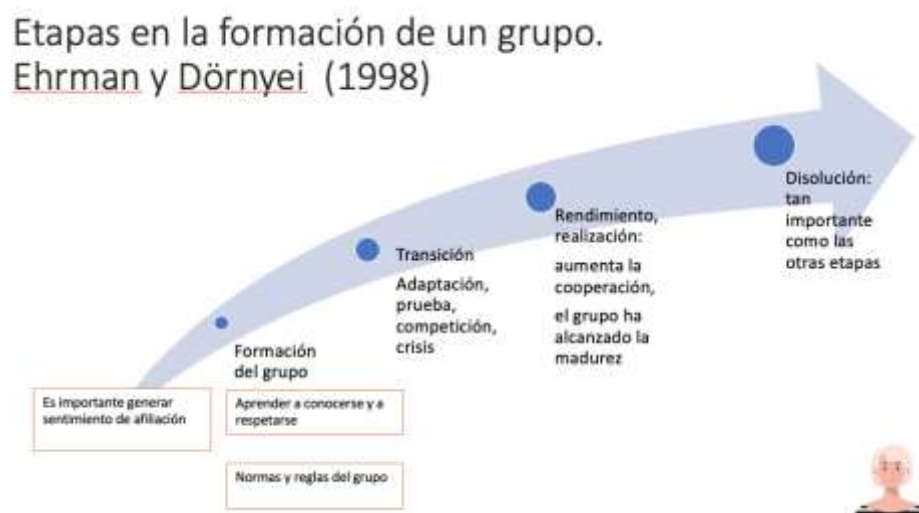 Etapas en la formación de un grupo.
Ehrman y Dörnyei (1998)
Formación
del grupo
Es importante generar
sentimiento de afiliación
Aprender a conocerse y a
respetarse
Normas y reglas del grupo
Transición
Adaptación,
prueba,
competición,
crisis
Rendimiento,
realización:
aumenta la
cooperación,
el grupo ha
alcanzado la
madurez
Disolución:
tan
importante
como las
otras etapas